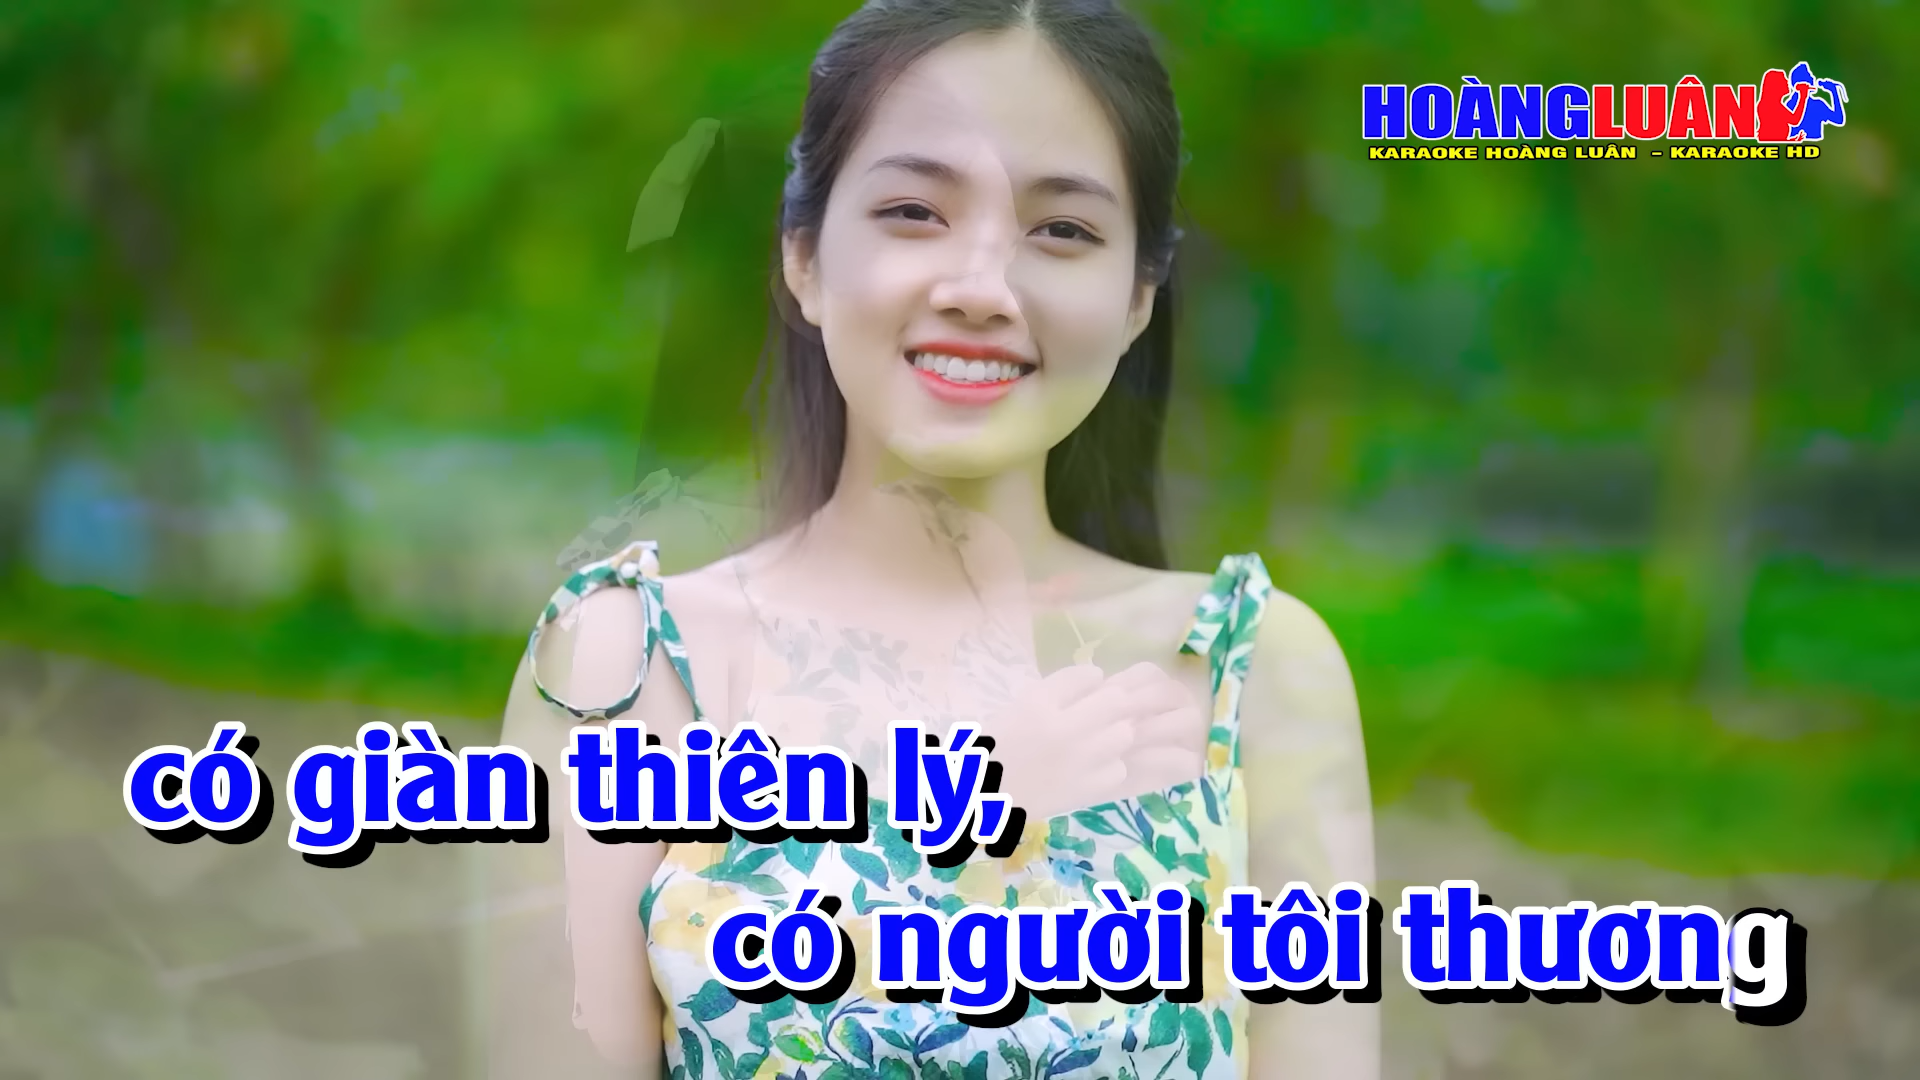 HOÀNGLUÂN
KARAOKE HOÀNG LUÂN - KARAOKE HD
có giàn thiên lý,
có người tôi thương